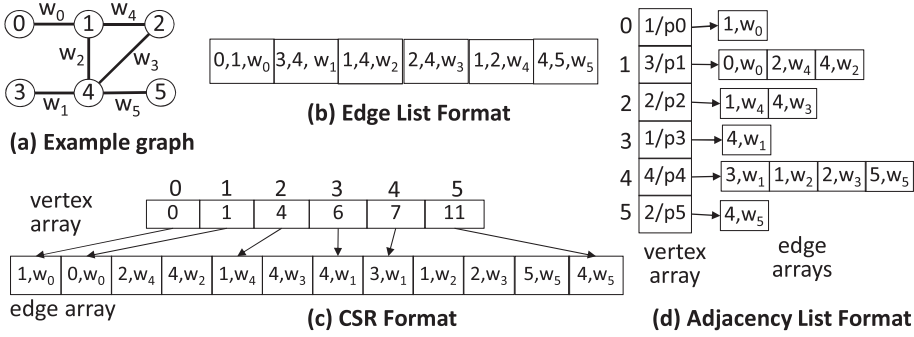 w₀ w₄
0 1 2
w₂ w₃
3 4 5
w₁ w₅
(a) Example graph
0,1,w₀ 3,4, w₁ 1,4,w₂ 2,4,w₃ 1,2,w₄ 4,5,w₅
(b) Edge List Format
0 1 2 3 4 5
vertex array
0 1 4 6 7 11
1,w₀ 0,w₀ 2,w₄ 4,w₂ 1,w₄ 4,w₃ 4,w₁ 3,w₁ 1,w₂ 2,w₃ 5,w₅ 4,w₅
edge array
(c) CSR Format
0 1/p0 1,w₀
1 3/p1 0,w₀ 2,w₄ 4,w₂
2 2/p2 1,w₄ 4,w₃
3 1/p3 4,w₁
4 4/p4 3,w₁ 1,w₂ 2,w₃ 5,w₅
5 2/p5 4,w₅
vertex array
edge arrays
(d) Adjacency List Format